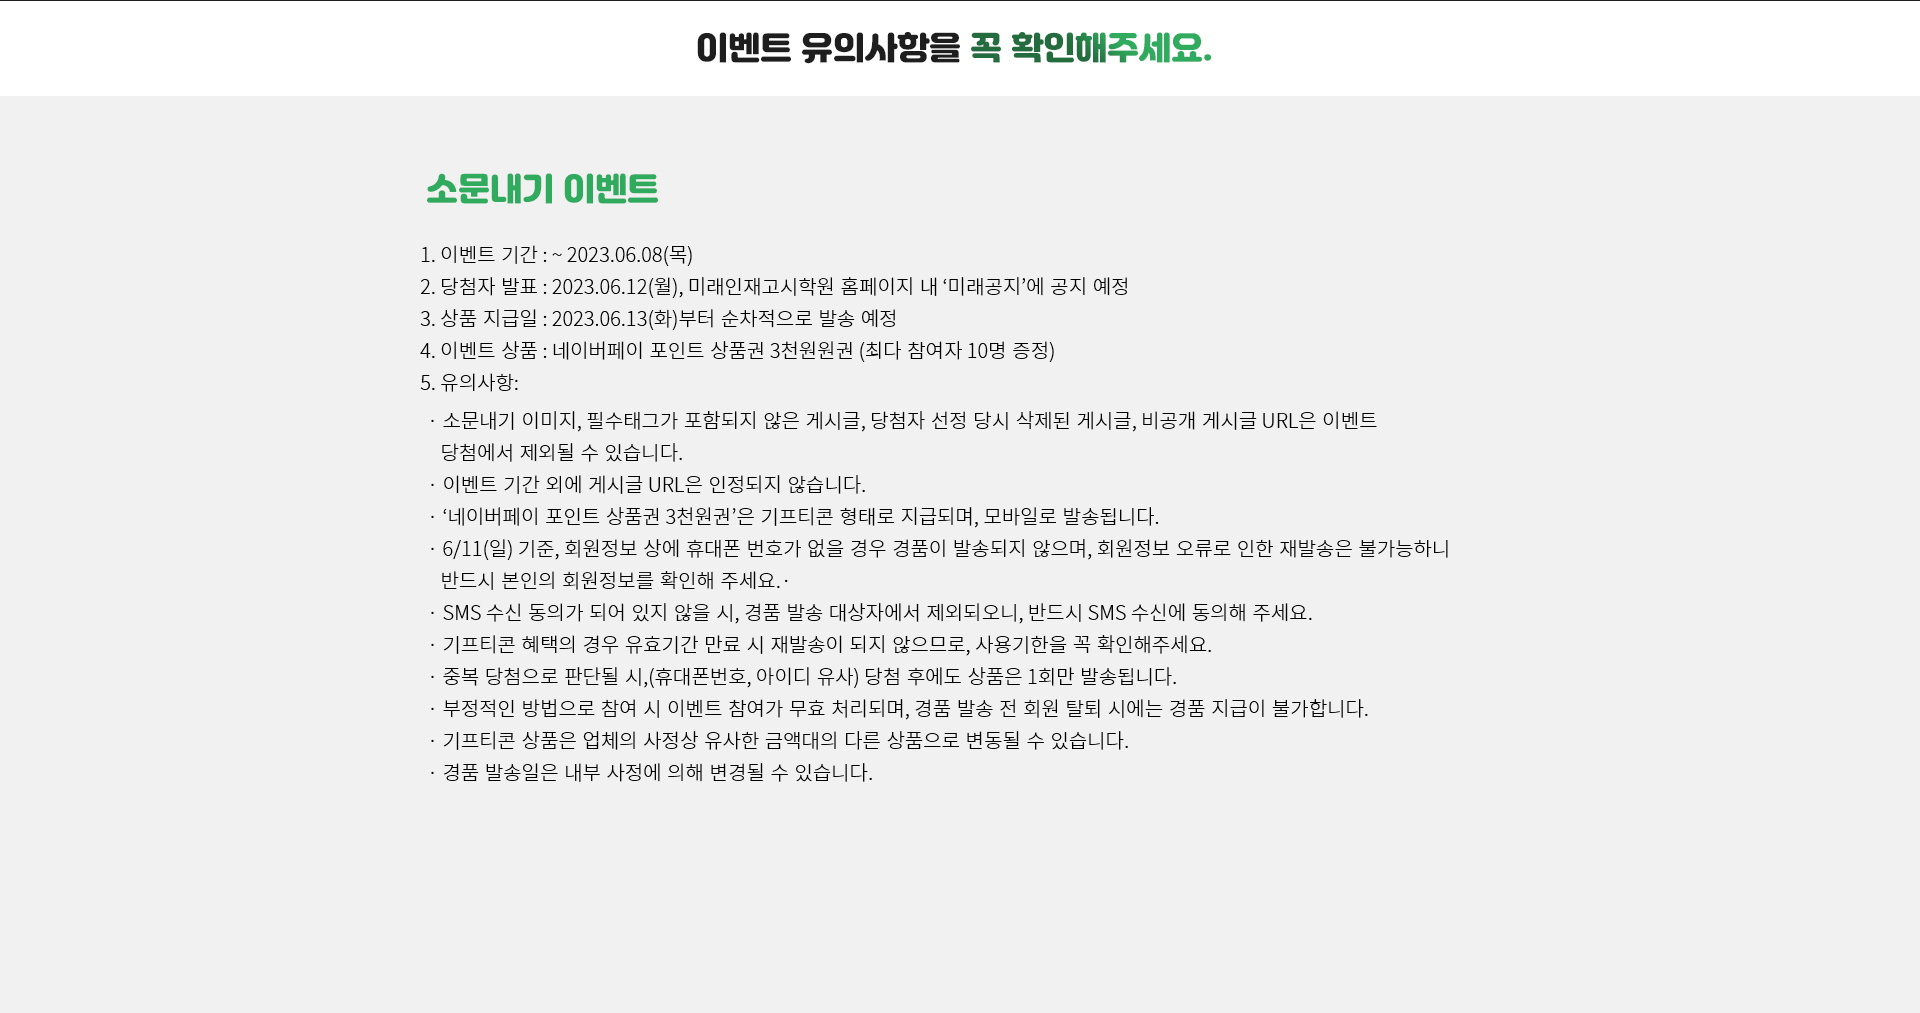 이벤트 유의사항을 꼭 확인해주세요.
소문내기 이벤트
1. 이벤트 기간 : ~ 2023.06.08(목)
2. 당첨자 발표 : 2023.06.12(월), 미래인재고시학원 홈페이지 내 ‘미래공지’에 공지 예정
3. 상품 지급일 : 2023.06.13(화)부터 순차적으로 발송 예정
4. 이벤트 상품 : 네이버페이 포인트 상품권 3천원원권 (최다 참여자 10명 증정)
5. 유의사항:
· 소문내기 이미지, 필수태그가 포함되지 않은 게시글, 당첨자 선정 당시 삭제된 게시글, 비공개 게시글 URL은 이벤트
당첨에서 제외될 수 있습니다.
· 이벤트 기간 외에 게시글 URL은 인정되지 않습니다.
· ‘네이버페이 포인트 상품권 3천원권’은 기프티콘 형태로 지급되며, 모바일로 발송됩니다.
· 6/11(일) 기준, 회원정보 상에 휴대폰 번호가 없을 경우 경품이 발송되지 않으며, 회원정보 오류로 인한 재발송은 불가능하니
반드시 본인의 회원정보를 확인해 주세요.·
· SMS 수신 동의가 되어 있지 않을 시, 경품 발송 대상자에서 제외되오니, 반드시 SMS 수신에 동의해 주세요.
· 기프티콘 혜택의 경우 유효기간 만료 시 재발송이 되지 않으므로, 사용기한을 꼭 확인해주세요.
· 중복 당첨으로 판단될 시,(휴대폰번호, 아이디 유사) 당첨 후에도 상품은 1회만 발송됩니다.
· 부정적인 방법으로 참여 시 이벤트 참여가 무효 처리되며, 경품 발송 전 회원 탈퇴 시에는 경품 지급이 불가합니다.
· 기프티콘 상품은 업체의 사정상 유사한 금액대의 다른 상품으로 변동될 수 있습니다.
· 경품 발송일은 내부 사정에 의해 변경될 수 있습니다.